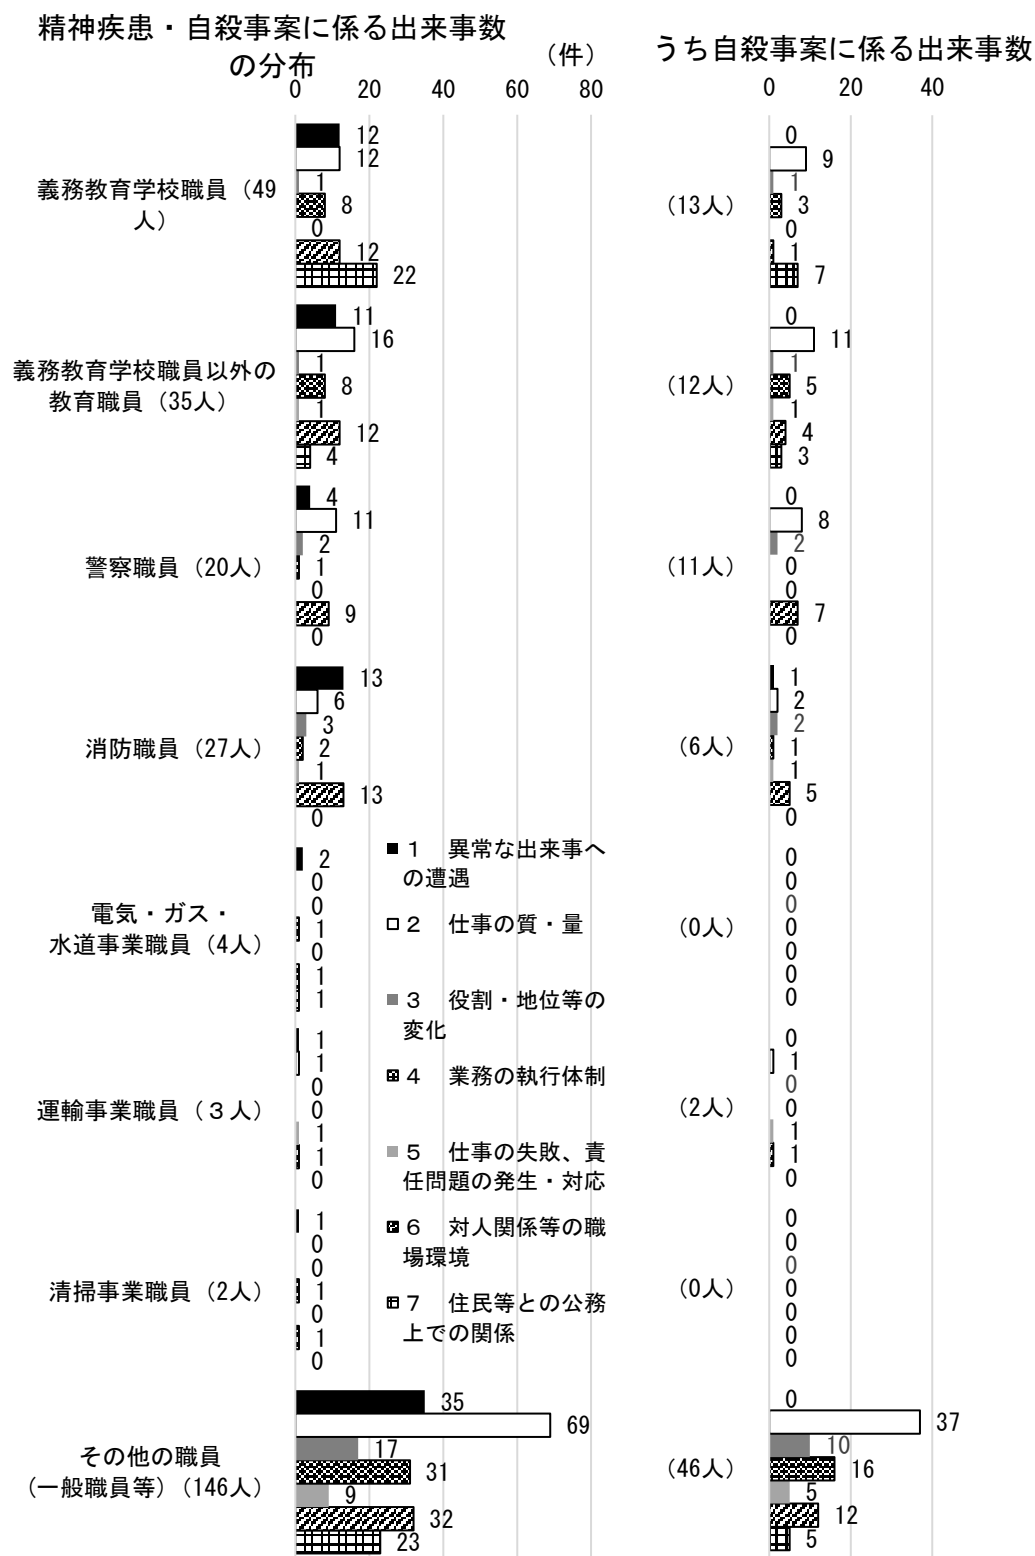 精神疾患・自殺事案に係る出来事数
の分布
（件）
うち自殺事案に係る出来事数
0 20 40 60 80
0 20 40
義務教育学校職員（49
人）
12
12
1
8
0
12
22
（13人）
0
9
1
3
0
1
7
義務教育学校職員以外の
教育職員（35人）
11
16
1
8
1
12
4
（12人）
0
11
1
5
1
4
3
警察職員（20人）
4
11
2
1
0
9
0
（11人）
0
8
2
0
0
7
0
消防職員（27人）
13
6
3
2
1
13
0
（6人）
1
2
2
1
1
5
0
電気・ガス・
水道事業職員（4人）
2
0
0
1
0
1
1
（0人）
0
0
0
0
0
0
0
運輸事業職員（３人）
1
1
0
0
1
1
0
（2人）
0
1
0
0
1
1
0
清掃事業職員（2人）
1
0
0
1
0
1
0
（0人）
0
0
0
0
0
0
0
その他の職員
（一般職員等）（146人）
35
69
17
31
9
32
23
（46人）
0
37
10
16
5
12
5
１　異常な出来事へ
の遭遇
２　仕事の質・量
３　役割・地位等の
変化
４　業務の執行体制
５　仕事の失敗、責
任問題の発生・対応
６　対人関係等の職
場環境
７　住民等との公務
上での関係